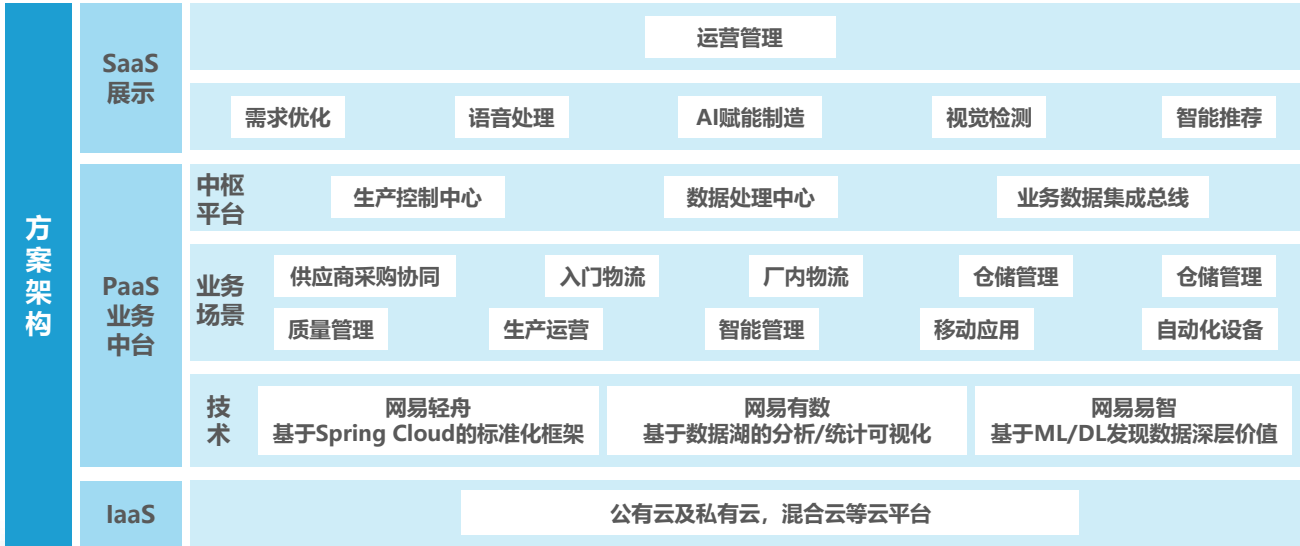 方案架构
SaaS
展示
运营管理
需求优化
语音处理
AI赋能制造
视觉检测
智能推荐
PaaS
业务
中台
中枢
平台
生产控制中心
数据处理中心
业务数据集成总线
业务
场景
供应商采购协同
入门物流
厂内物流
仓储管理
仓储管理
质量管理
生产运营
智能管理
移动应用
自动化设备
技
术
网易轻舟
基于Spring Cloud的标准化框架
网易有数
基于数据湖的分析/统计可视化
网易易智
基于ML/DL发现数据深层价值
IaaS
公有云及私有云，混合云等云平台